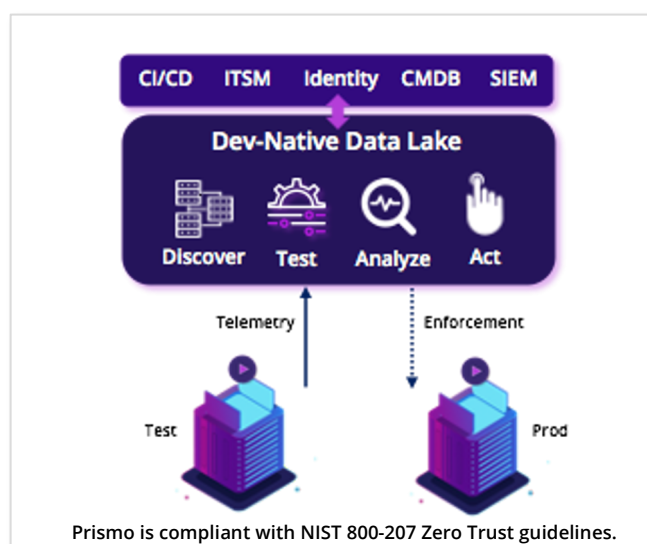 CI/CD ITSM Identity CMDB SIEM
Dev-Native Data Lake
Discover Test Analyze Act
Telemetry Enforcement
Test Prod
Prismo is compliant with NIST 800-207 Zero Trust guidelines.